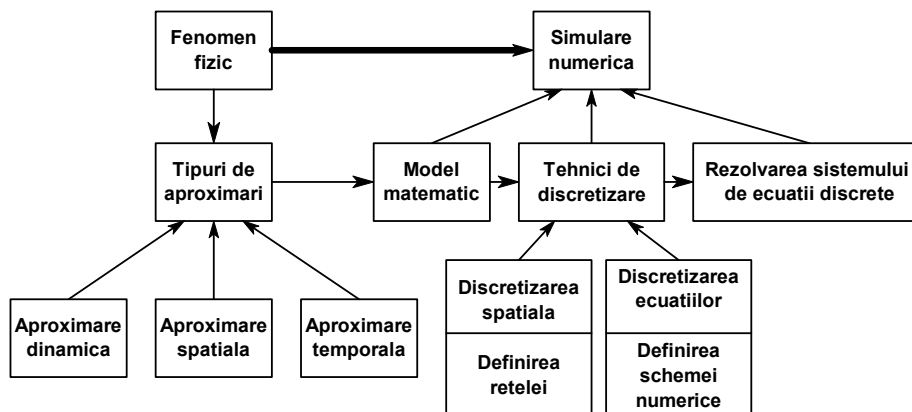 Fenomen
fizic
Simulare
numerica
Tipuri de
aproximari
Model
matematic
Tehnici de
discretizare
Rezolvarea sistemului
de ecuatii discrete
Aproximare
dinamica
Aproximare
spatiala
Aproximare
temporala
Discretizarea
spatiala
Definirea
retelei
Discretizarea
ecuatiilor
Definirea
schemei
numerice